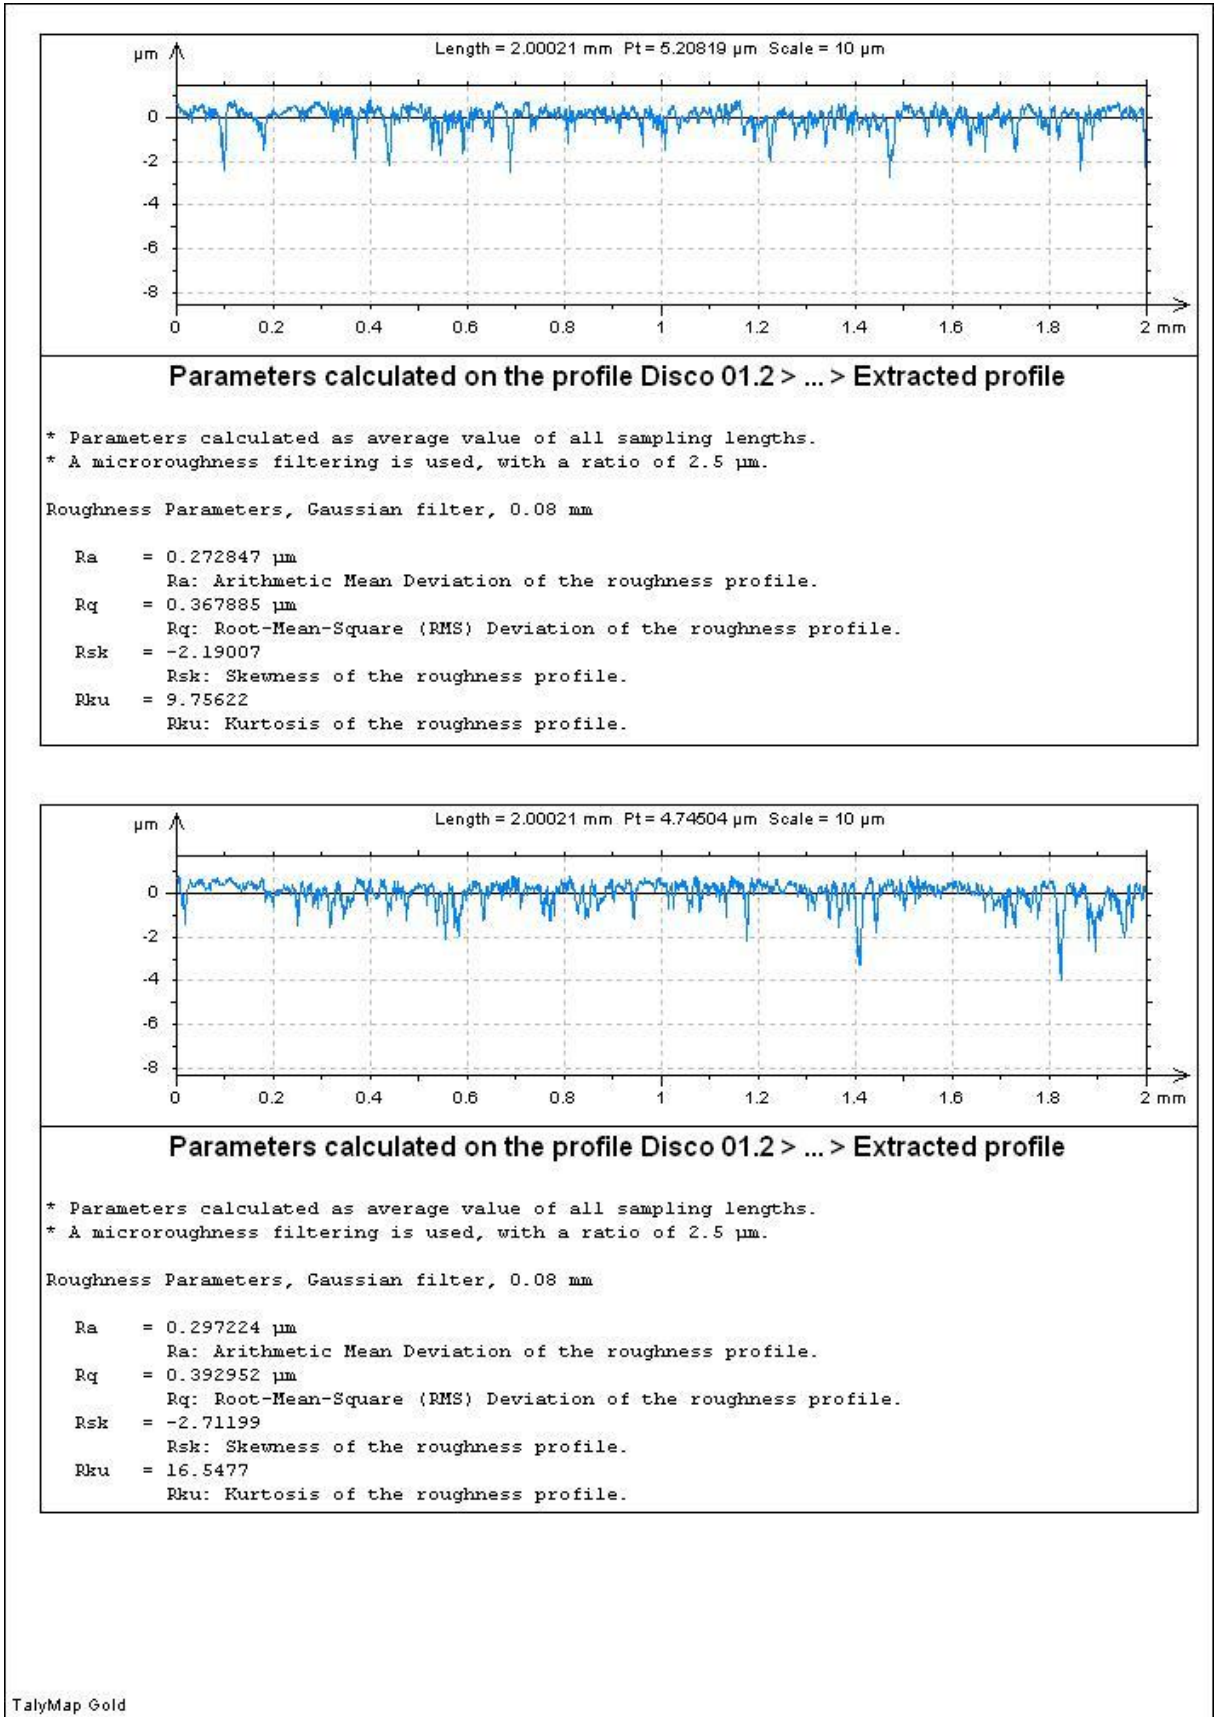 µm
Length = 2.00021 mm Pt = 5.20819 µm Scale = 10 µm
0
-2
-4
-6
-8
0 0.2 0.4 0.6 0.8 1 1.2 1.4 1.6 1.8 2 mm
Parameters calculated on the profile Disco 01.2 > ... > Extracted profile
* Parameters calculated as average value of all sampling lengths.
* A microroughness filtering is used, with a ratio of 2.5 µm.
Roughness Parameters, Gaussian filter, 0.08 mm
Ra = 0.272847 µm
Ra: Arithmetic Mean Deviation of the roughness profile.
Rq = 0.367885 µm
Rq: Root-Mean-Square (RMS) Deviation of the roughness profile.
Rsk = -2.19007
Rsk: Skewness of the roughness profile.
Rku = 9.75622
Rku: Kurtosis of the roughness profile.
µm
Length = 2.00021 mm Pt = 4.74504 µm Scale = 10 µm
0
-2
-4
-6
-8
0 0.2 0.4 0.6 0.8 1 1.2 1.4 1.6 1.8 2 mm
Parameters calculated on the profile Disco 01.2 > ... > Extracted profile
* Parameters calculated as average value of all sampling lengths.
* A microroughness filtering is used, with a ratio of 2.5 µm.
Roughness Parameters, Gaussian filter, 0.08 mm
Ra = 0.297224 µm
Ra: Arithmetic Mean Deviation of the roughness profile.
Rq = 0.392952 µm
Rq: Root-Mean-Square (RMS) Deviation of the roughness profile.
Rsk = -2.71199
Rsk: Skewness of the roughness profile.
Rku = 16.5477
Rku: Kurtosis of the roughness profile.
TalyMap Gold